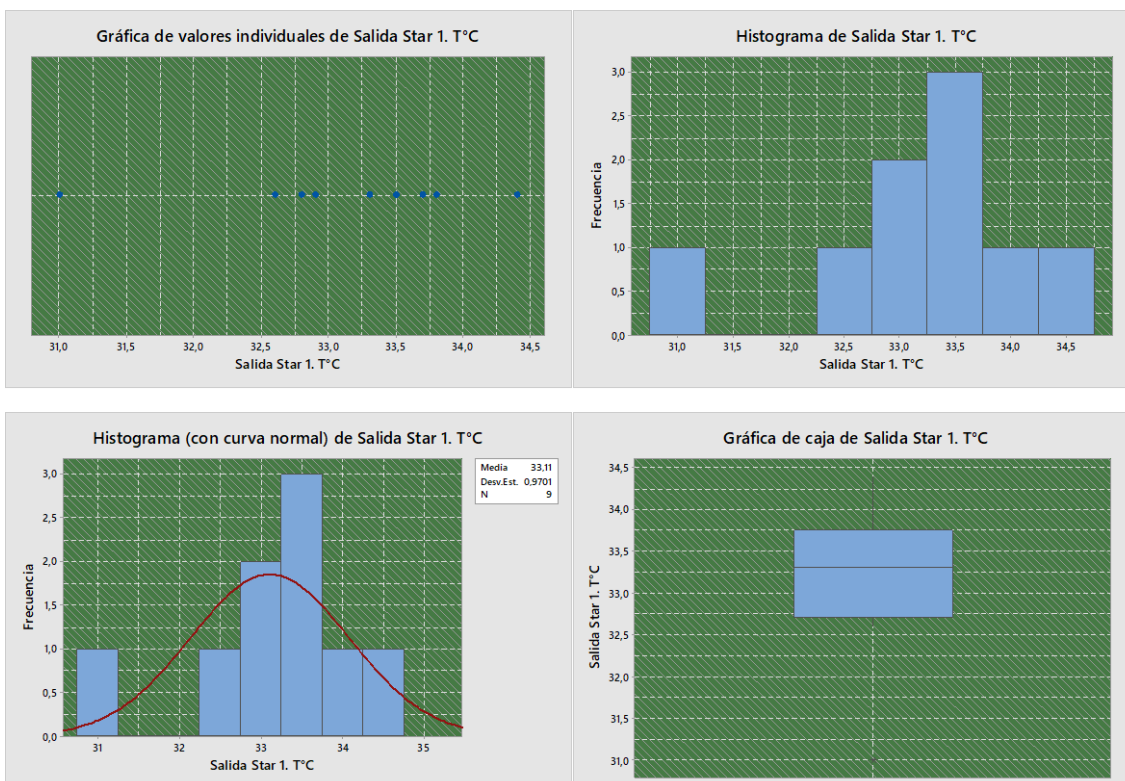 Gráfica de valores individuales de Salida Star 1. T°C
31,0 31,5 32,0 32,5 33,0 33,5 34,0 34,5
Salida Star 1. T°C
Histograma de Salida Star 1. T°C
3,0
2,5
2,0
1,5
1,0
0,5
0,0
Frecuencia
31,0 31,5 32,0 32,5 33,0 33,5 34,0 34,5
Salida Star 1. T°C
Histograma (con curva normal) de Salida Star 1. T°C
Media 33,11
Desv.Est. 0,9701
N 9
3,0
2,5
2,0
1,5
1,0
0,5
0,0
Frecuencia
31 32 33 34 35
Salida Star 1. T°C
Gráfica de caja de Salida Star 1. T°C
34,5
34,0
33,5
33,0
32,5
32,0
31,5
31,0
Salida Star 1. T°C